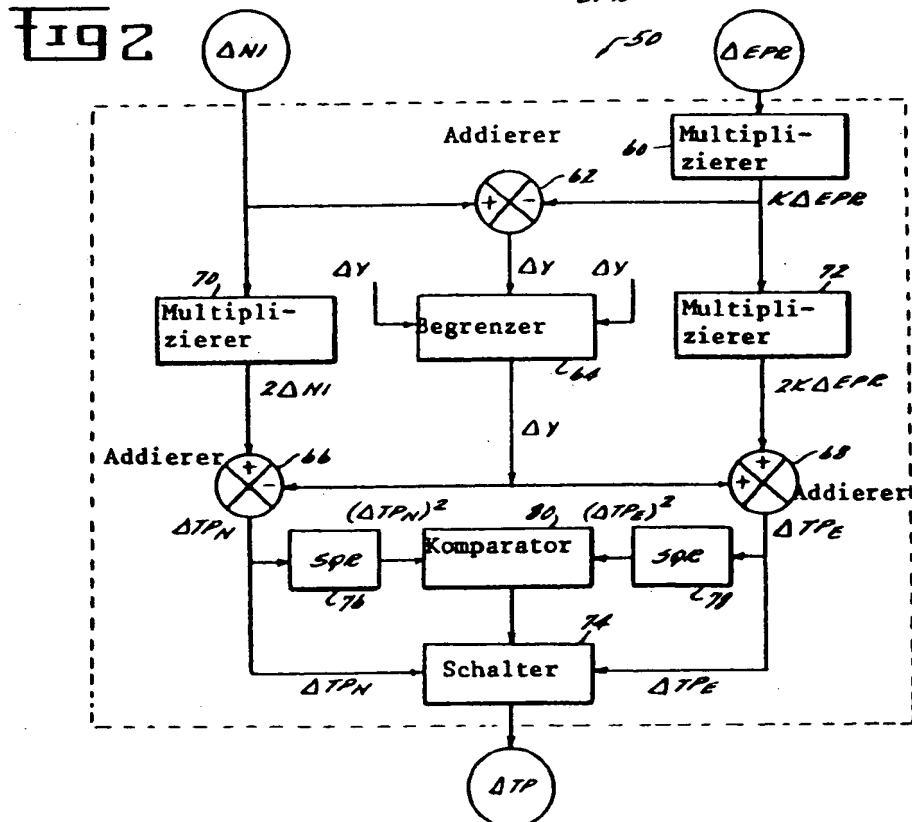 Fig 2
50
ΔN1
ΔEPR
Addierer
60
Multipli-
zierer
62
+
-
KΔEPR
70
ΔY
ΔY
ΔY
72
Multipli-
zierer
Begrenzer
Multipli-
zierer
64
2ΔN1
2KΔEPR
ΔY
Addierer
66
+
-
68
+
+
Addierer
ΔTPN
(ΔTPN)²
80
(ΔTPE)²
ΔTPE
SQR
Komparator
SQR
76
78
74
ΔTPN
Schalter
ΔTPE
ΔTP